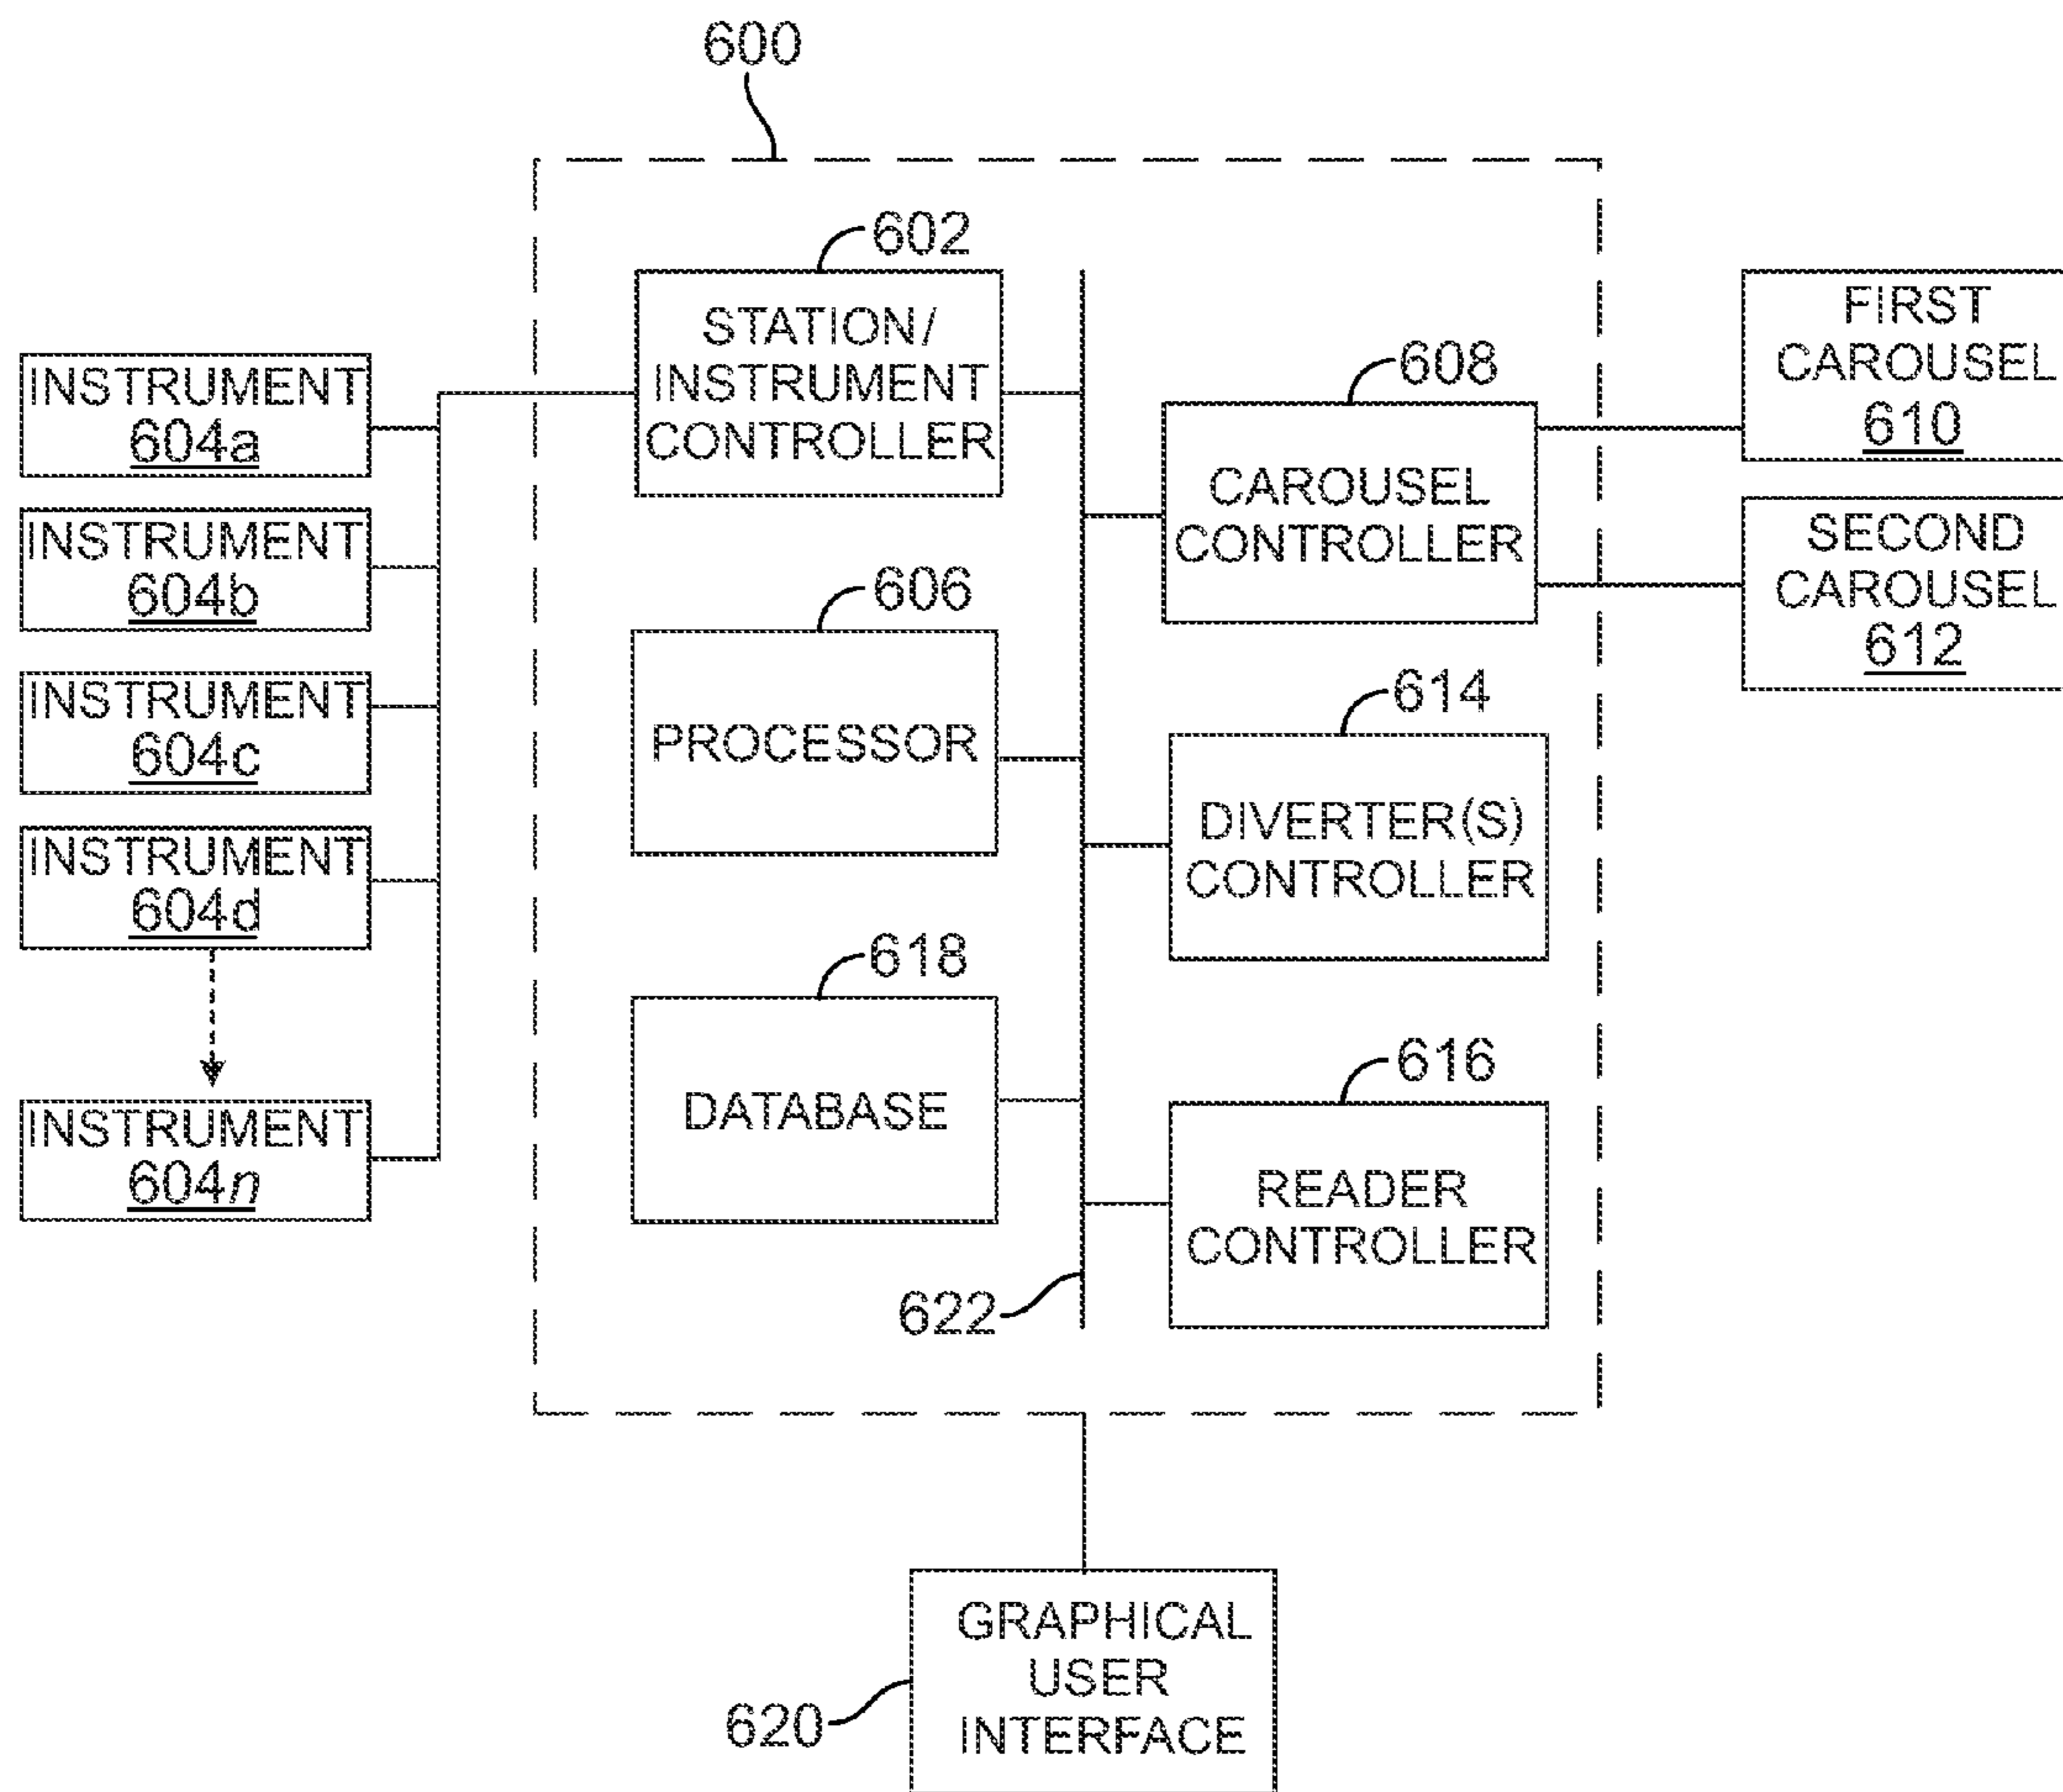 600
602
STATION/
INSTRUMENT
CONTROLLER
INSTRUMENT
604a
INSTRUMENT
604b
INSTRUMENT
604c
INSTRUMENT
604d
INSTRUMENT
604n
606
PROCESSOR
618
DATABASE
622
608
CAROUSEL
CONTROLLER
614
DIVERTER(S)
CONTROLLER
616
READER
CONTROLLER
FIRST
CAROUSEL
610
SECOND
CAROUSEL
612
620
GRAPHICAL
USER
INTERFACE